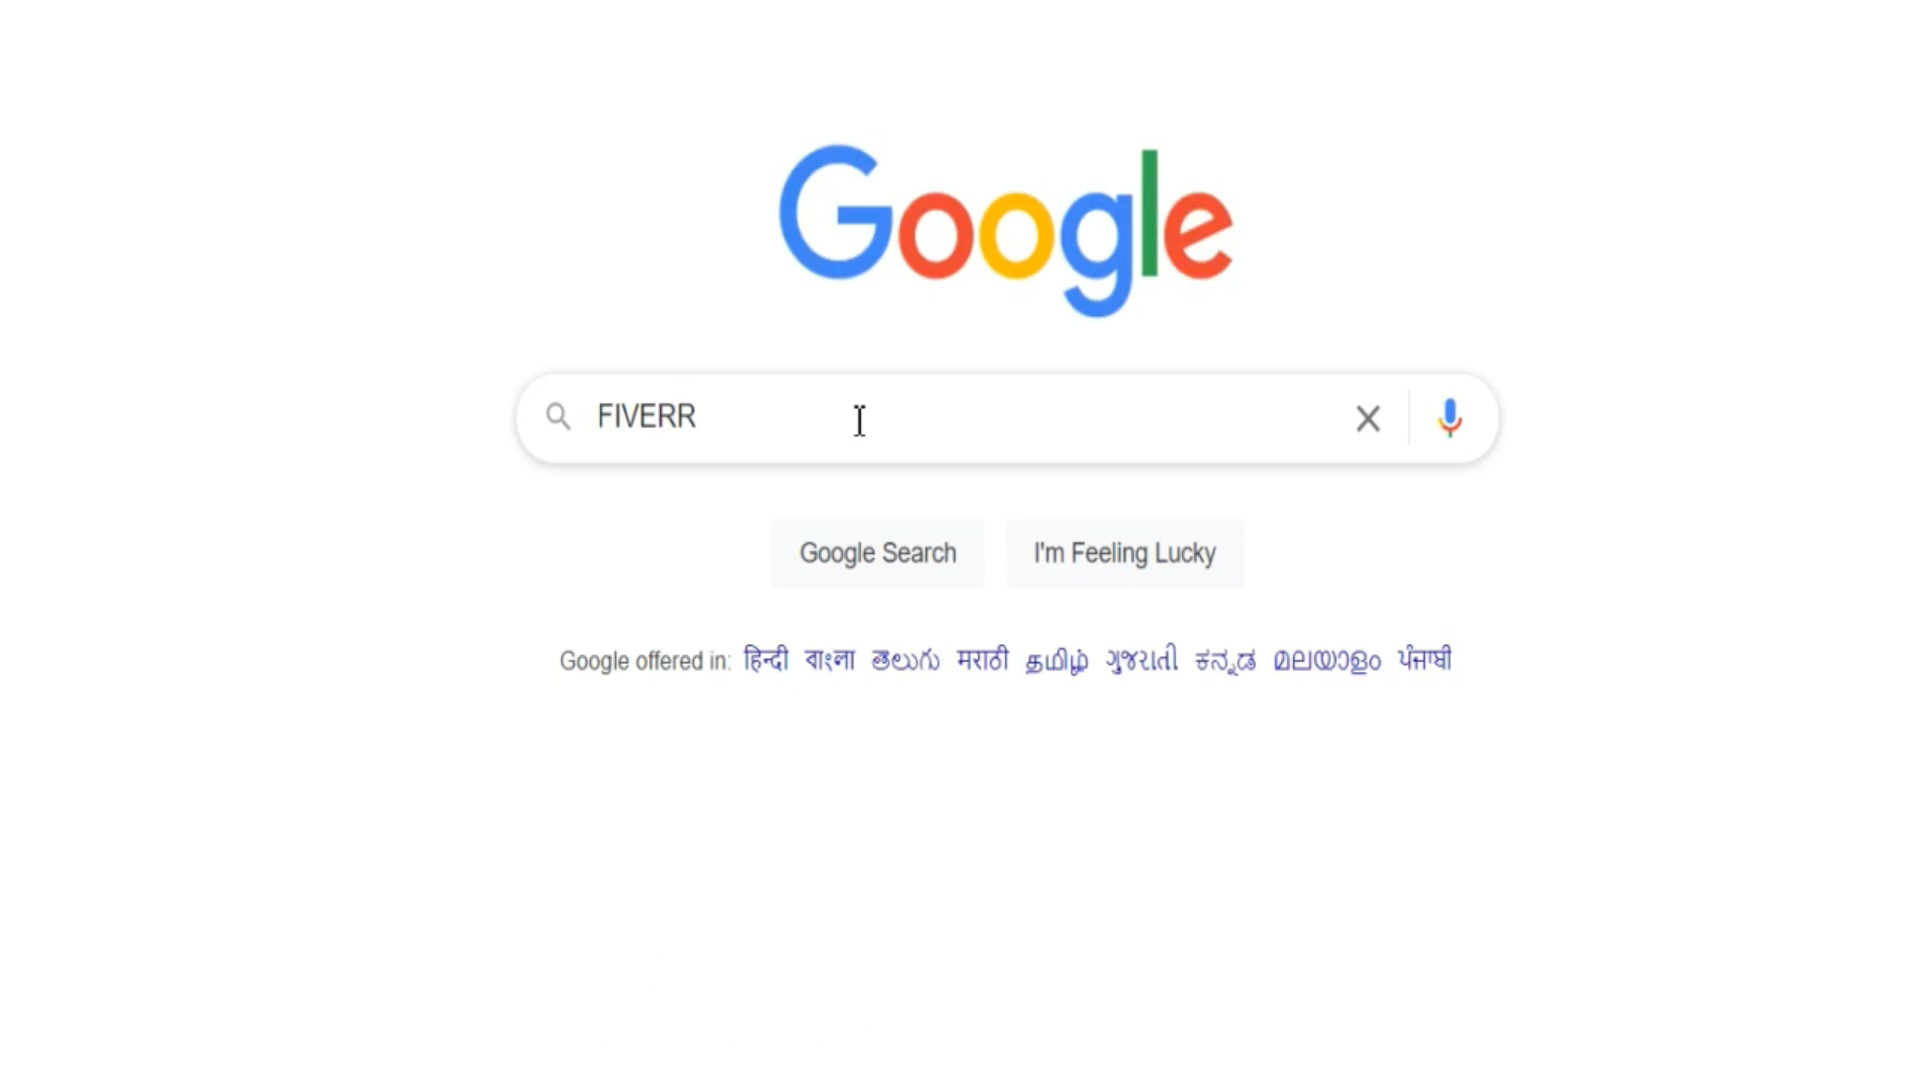 Google
FIVERR
Google Search
I'm Feeling Lucky
Google offered in: हिन्दी বাংলা తెలుగు मराठी தமிழ் ગુજરાતી ಕನ್ನಡ മലയാളം ਪੰਜਾਬੀ